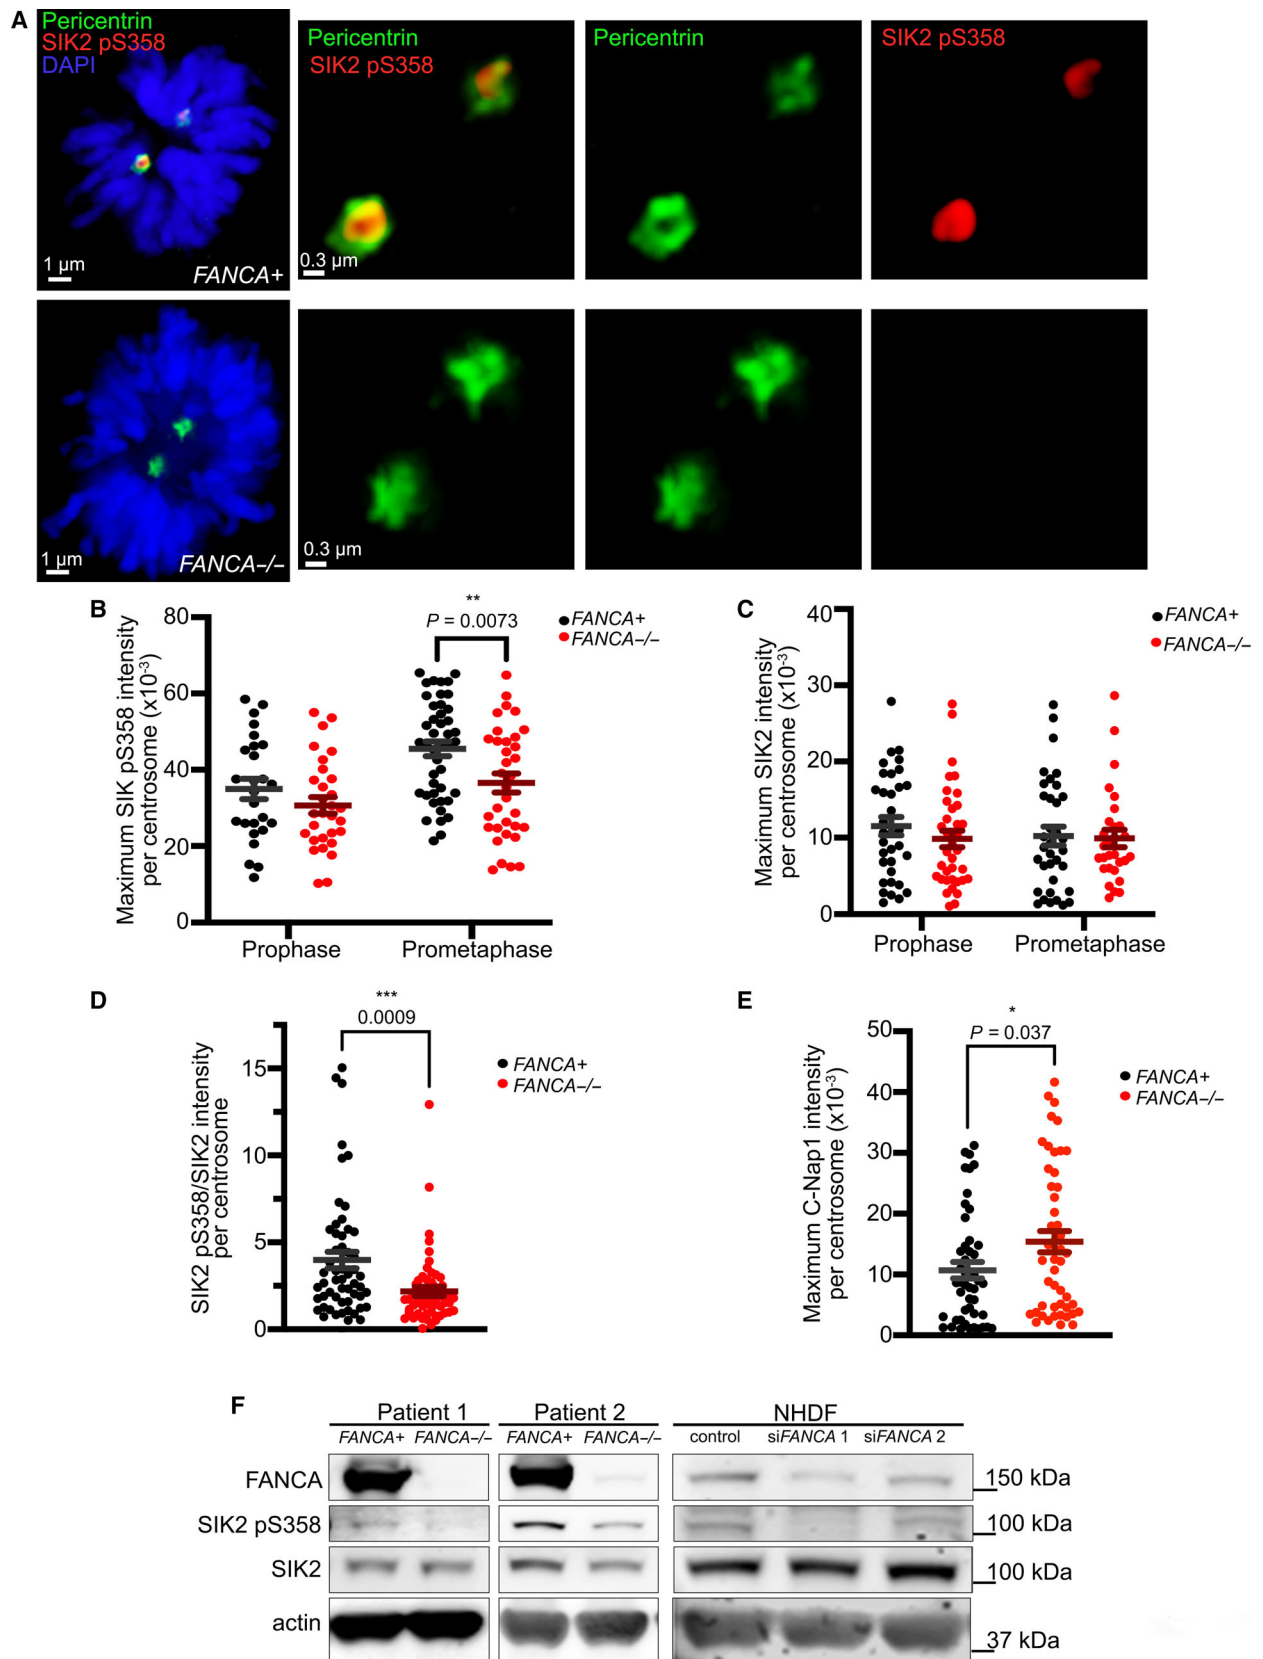 A
Pericentrin
SIK2 pS358
DAPI
1 µm
FANCA+
Pericentrin
SIK2 pS358
0.3 µm
Pericentrin
SIK2 pS358
1 µm
FANCA–/–
0.3 µm
B
Maximum SIK pS358 intensity
per centrosome (x10-3)
80
60
40
20
0
**
P = 0.0073
FANCA+
FANCA–/–
Prophase
Prometaphase
C
Maximum SIK2 intensity
per centrosome (x10-3)
40
30
20
10
0
FANCA+
FANCA–/–
Prophase
Prometaphase
D
SIK2 pS358/SIK2 intensity
per centrosome
15
10
5
0
***
0.0009
FANCA+
FANCA–/–
E
Maximum C-Nap1 intensity
per centrosome (x10-3)
50
40
30
20
10
0
*
P = 0.037
FANCA+
FANCA–/–
F
Patient 1
Patient 2
NHDF
FANCA+ FANCA–/–
FANCA+ FANCA–/–
control siFANCA 1 siFANCA 2
FANCA
150 kDa
SIK2 pS358
100 kDa
SIK2
100 kDa
actin
37 kDa